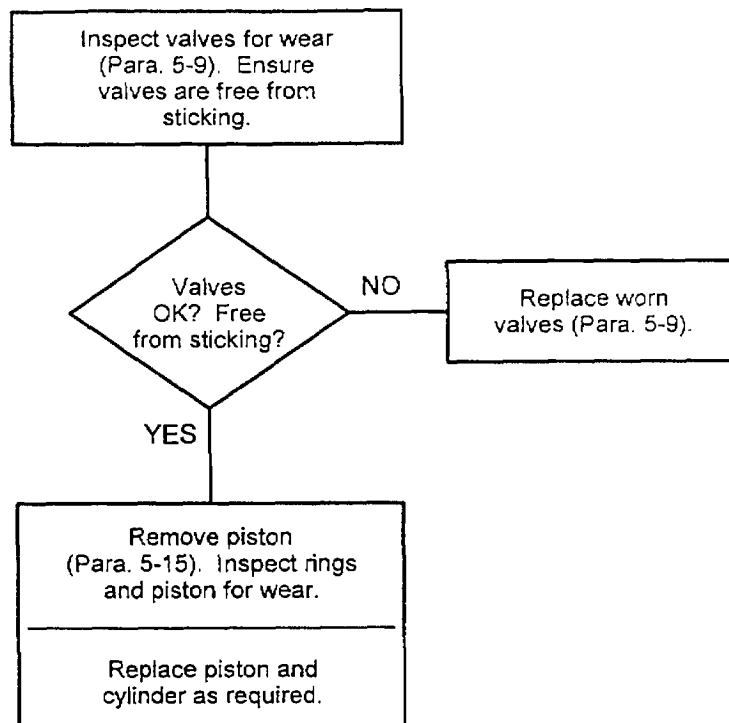 Inspect valves for wear
(Para. 5-9). Ensure
valves are free from
sticking.
Valves
OK? Free
from sticking?
NO
Replace worn
valves (Para. 5-9).
YES
Remove piston
(Para. 5-15). Inspect rings
and piston for wear.
Replace piston and
cylinder as required.